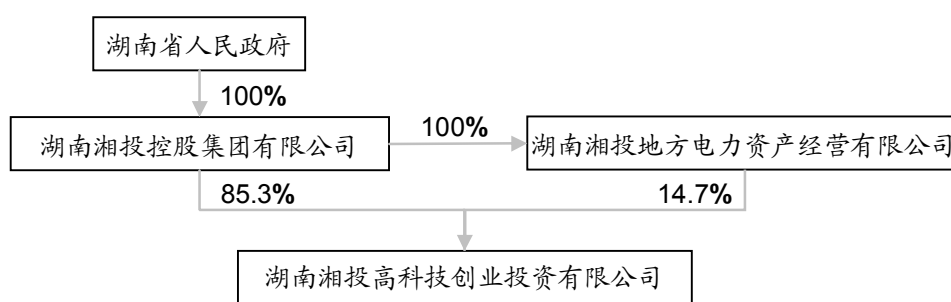 湖南省人民政府
100%
湖南湘投控股集团有限公司
100%
湖南湘投地方电力资产经营有限公司
85.3%
14.7%
湖南湘投高科技创业投资有限公司